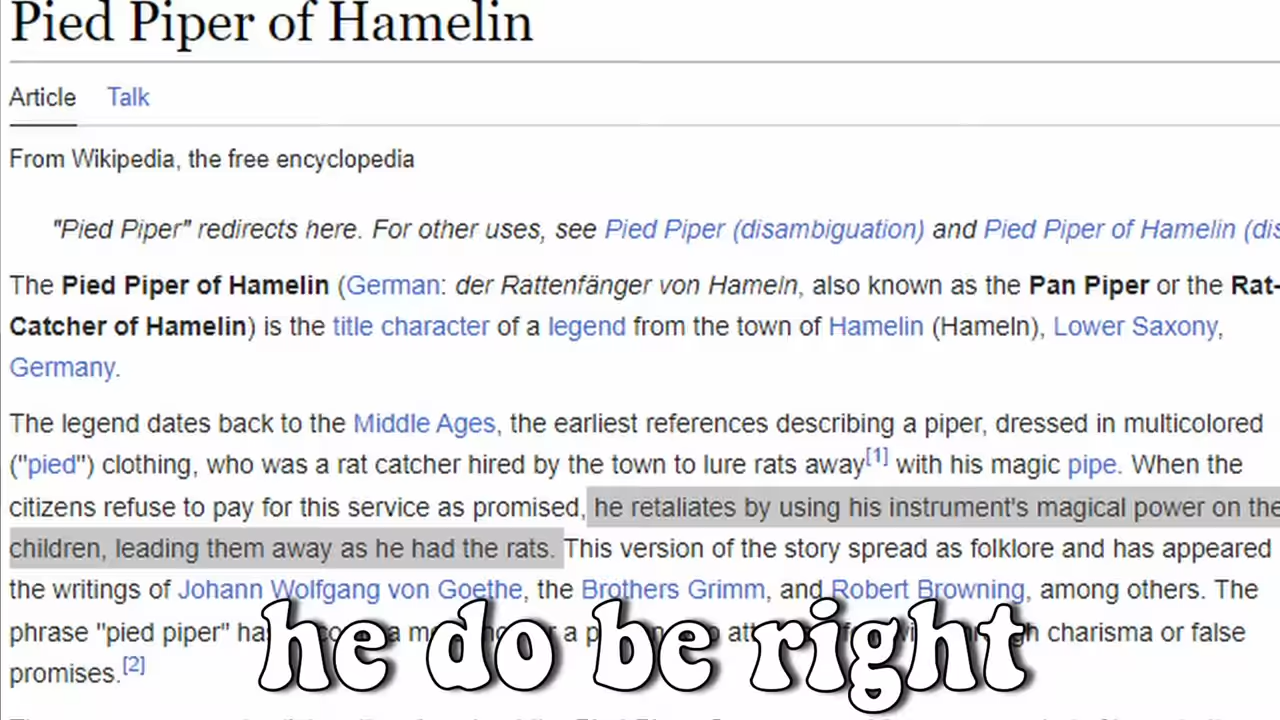 Pied Piper of Hamelin
Article Talk
From Wikipedia, the free encyclopedia
"Pied Piper" redirects here. For other uses, see Pied Piper (disambiguation) and Pied Piper of Hamelin (dis
The Pied Piper of Hamelin (German: der Rattenfänger von Hameln, also known as the Pan Piper or the Rat-
Catcher of Hamelin) is the title character of a legend from the town of Hamelin (Hameln), Lower Saxony,
Germany.
The legend dates back to the Middle Ages, the earliest references describing a piper, dressed in multicolored
("pied") clothing, who was a rat catcher hired by the town to lure rats away[1] with his magic pipe. When the
citizens refuse to pay for this service as promised, he retaliates by using his instrument's magical power on the
children, leading them away as he had the rats. This version of the story spread as folklore and has appeared
the writings of Johann Wolfgang von Goethe, the Brothers Grimm, and Robert Browning, among others. The
phrase "pied piper" a a charisma or false
he do be right
promises.[2]